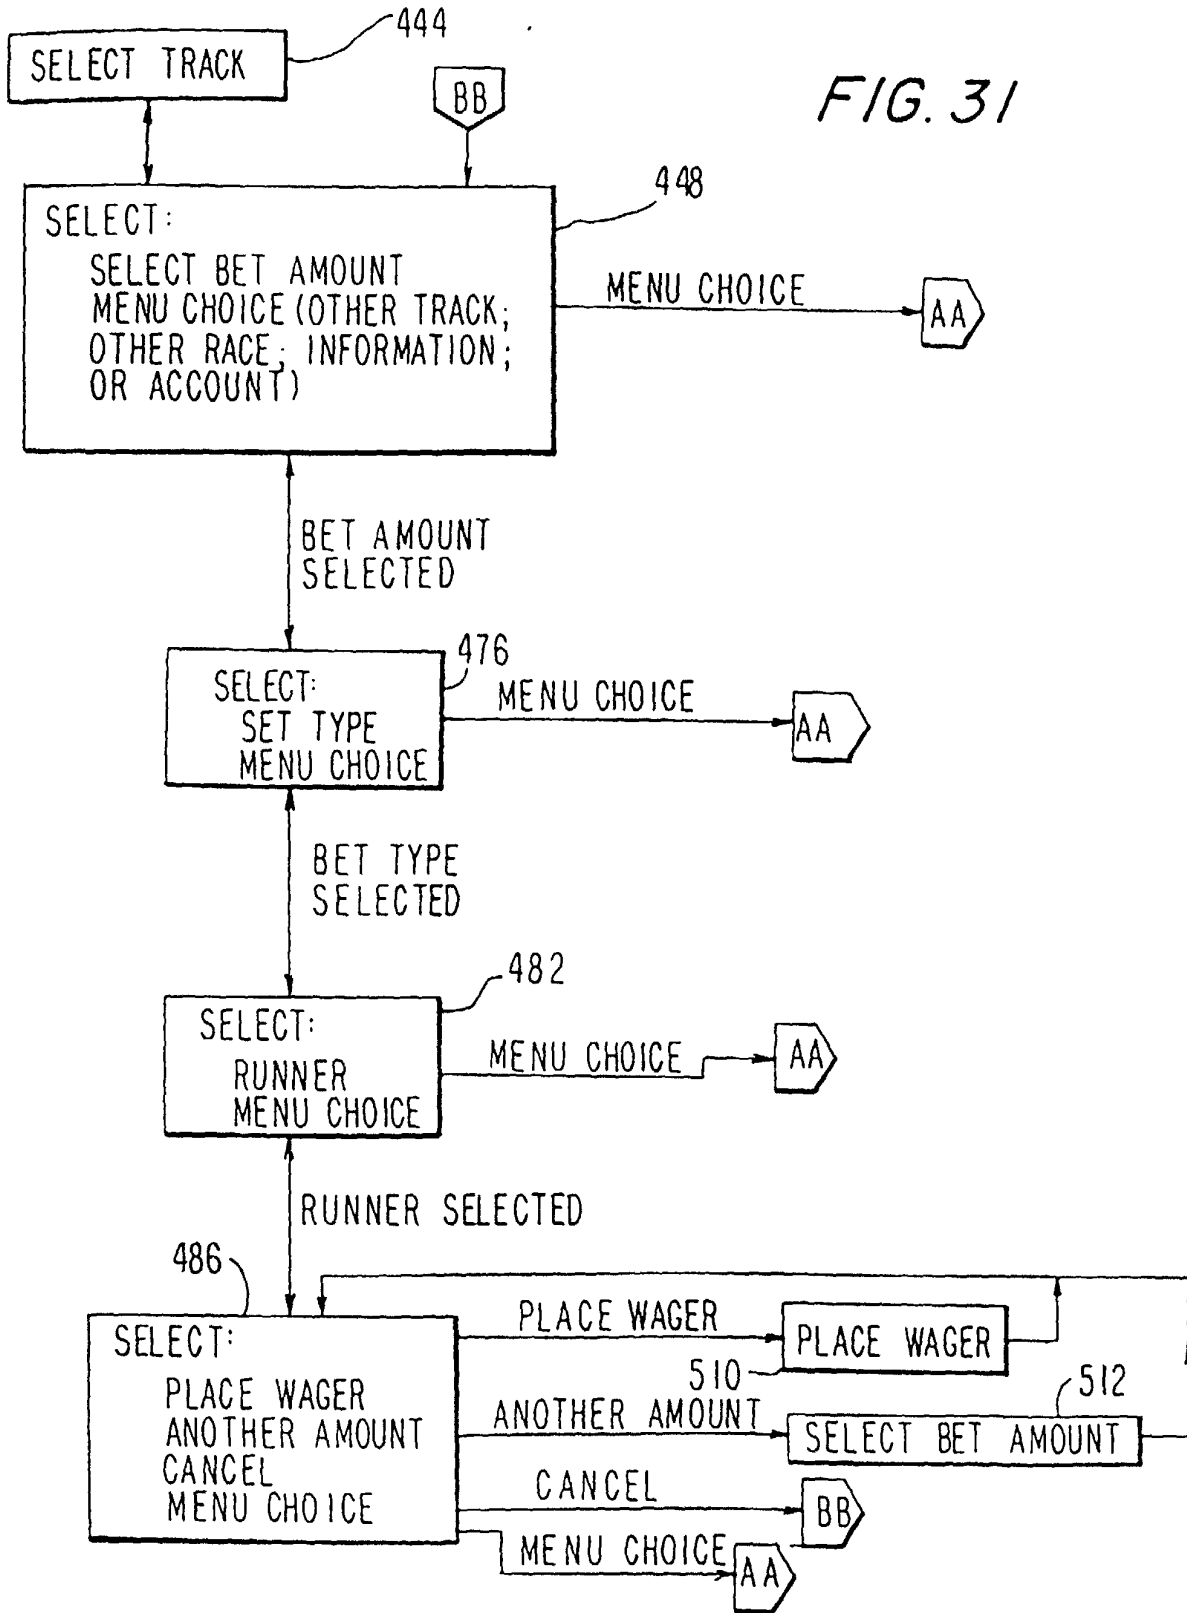 444
SELECT TRACK
BB
FIG. 31
448
SELECT:
SELECT BET AMOUNT
MENU CHOICE (OTHER TRACK;
OTHER RACE; INFORMATION;
OR ACCOUNT)
MENU CHOICE
AA
BET AMOUNT
SELECTED
476
SELECT:
SET TYPE
MENU CHOICE
MENU CHOICE
AA
BET TYPE
SELECTED
482
SELECT:
RUNNER
MENU CHOICE
MENU CHOICE
AA
RUNNER SELECTED
486
SELECT:
PLACE WAGER
ANOTHER AMOUNT
CANCEL
MENU CHOICE
PLACE WAGER
PLACE WAGER
510
512
ANOTHER AMOUNT
SELECT BET AMOUNT
CANCEL
BB
MENU CHOICE
AA